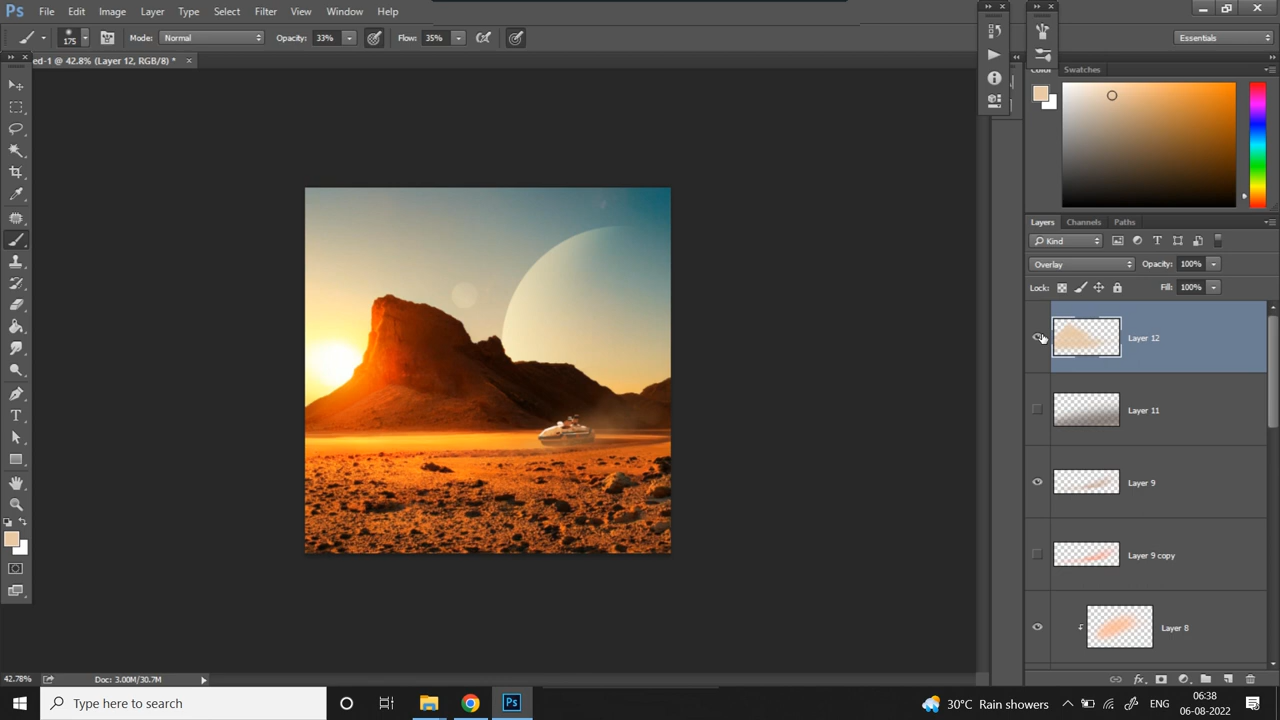 Ps File Edit Image Layer Type Select Filter View Window Help
175 Mode: Normal Opacity: 33% Flow: 35% Essentials
ed-1 @ 42.8% (Layer 12, RGB/8) *
Color Swatches
Layers Channels Paths
Kind
Overlay Opacity: 100%
Lock: Fill: 100%
Layer 12
Layer 11
Layer 9
Layer 9 copy
Layer 8
42.78% Doc: 3.00M/30.7M
Type here to search Ps 30°C Rain showers ENG 06:38
06-08-2022